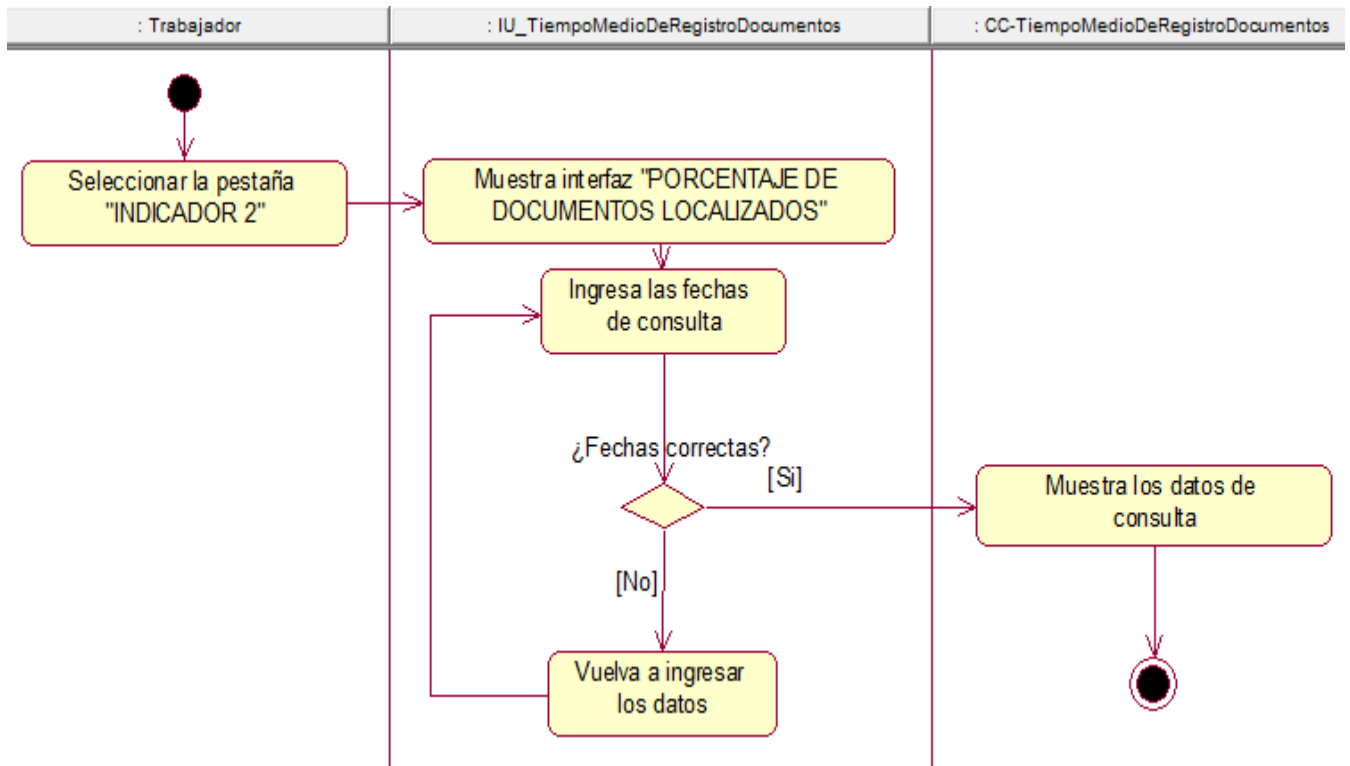 : Trabajador
: IU_TiempoMedioDeRegistroDocumentos
: CC-TiempoMedioDeRegistroDocumentos
Seleccionar la pestaña
"INDICADOR 2"
Muestra interfaz "PORCENTAJE DE
DOCUMENTOS LOCALIZADOS"
Ingresa las fechas
de consulta
¿Fechas correctas?
[Si]
Muestra los datos de
consulta
[No]
Vuelva a ingresar
los datos